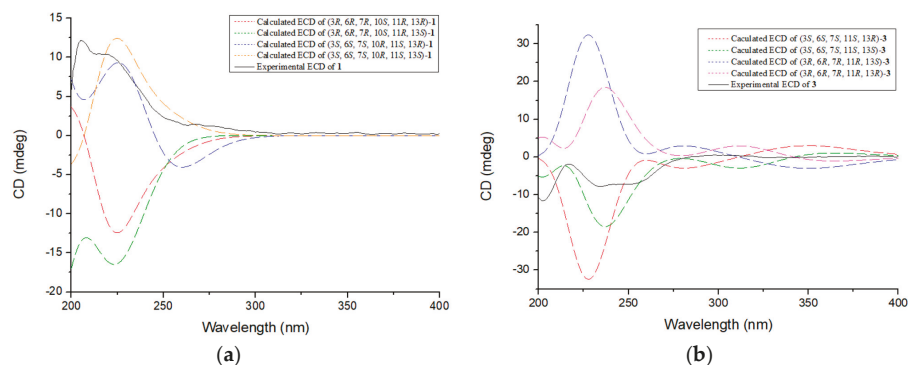 Calculated ECD of (3R, 6R, 7R, 10S, 11R, 13R)-1
Calculated ECD of (3R, 6R, 7R, 10S, 11R, 13S)-1
Calculated ECD of (3S, 6S, 7S, 10R, 11S, 13R)-1
Calculated ECD of (3S, 6S, 7S, 10R, 11S, 13S)-1
Experimental ECD of 1
15
10
5
0
-5
-10
-15
-20
CD (mdeg)
200
250
300
350
400
Wavelength (nm)
(a)
Caculated ECD of (3S, 6S, 7S, 11S, 13R)-3
Caculated ECD of (3S, 6S, 7S, 11S, 13S)-3
Caculated ECD of (3R, 6R, 7R, 11R, 13S)-3
Caculated ECD of (3R, 6R, 7R, 11R, 13R)-3
Experimental ECD of 3
30
20
10
0
-10
-20
-30
CD (mdeg)
200
250
300
350
400
Wavelength (nm)
(b)